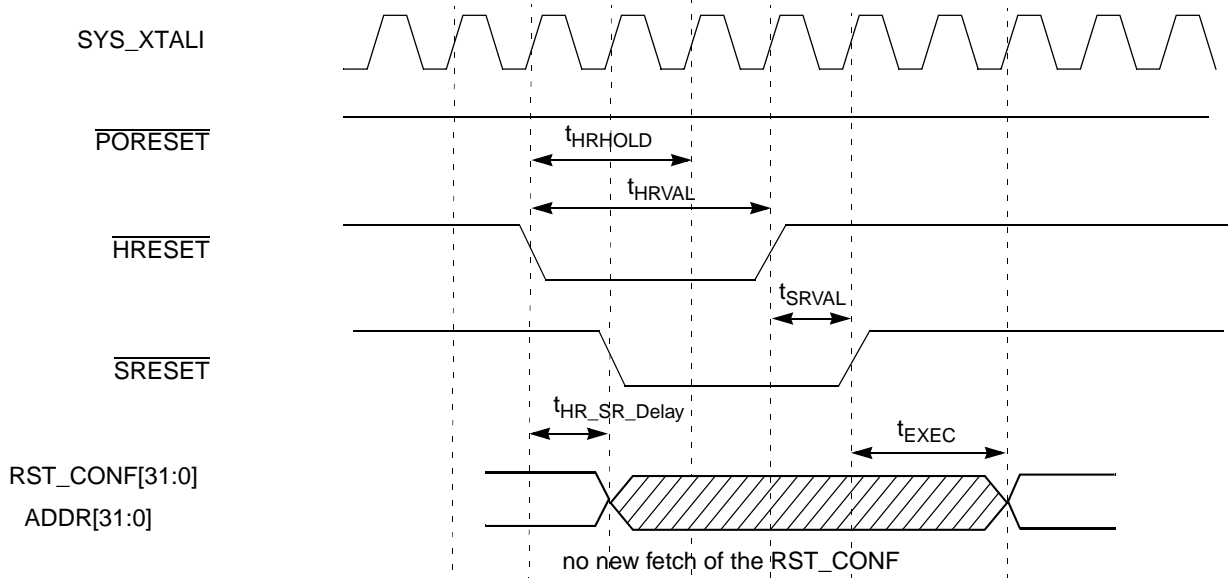 SYS_XTALI
PORESET
tHRHOLD
tHRVAL
HRESET
tSRVAL
SRESET
tHR_SR_Delay
tEXEC
RST_CONF[31:0]
ADDR[31:0]
no new fetch of the RST_CONF